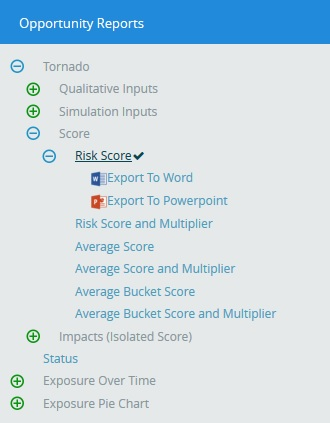 Opportunity Reports
Tornado
Qualitative Inputs
Simulation Inputs
Score
Risk Score
Export To Word
Export To Powerpoint
Risk Score and Multiplier
Average Score
Average Score and Multiplier
Average Bucket Score
Average Bucket Score and Multiplier
Impacts (Isolated Score)
Status
Exposure Over Time
Exposure Pie Chart